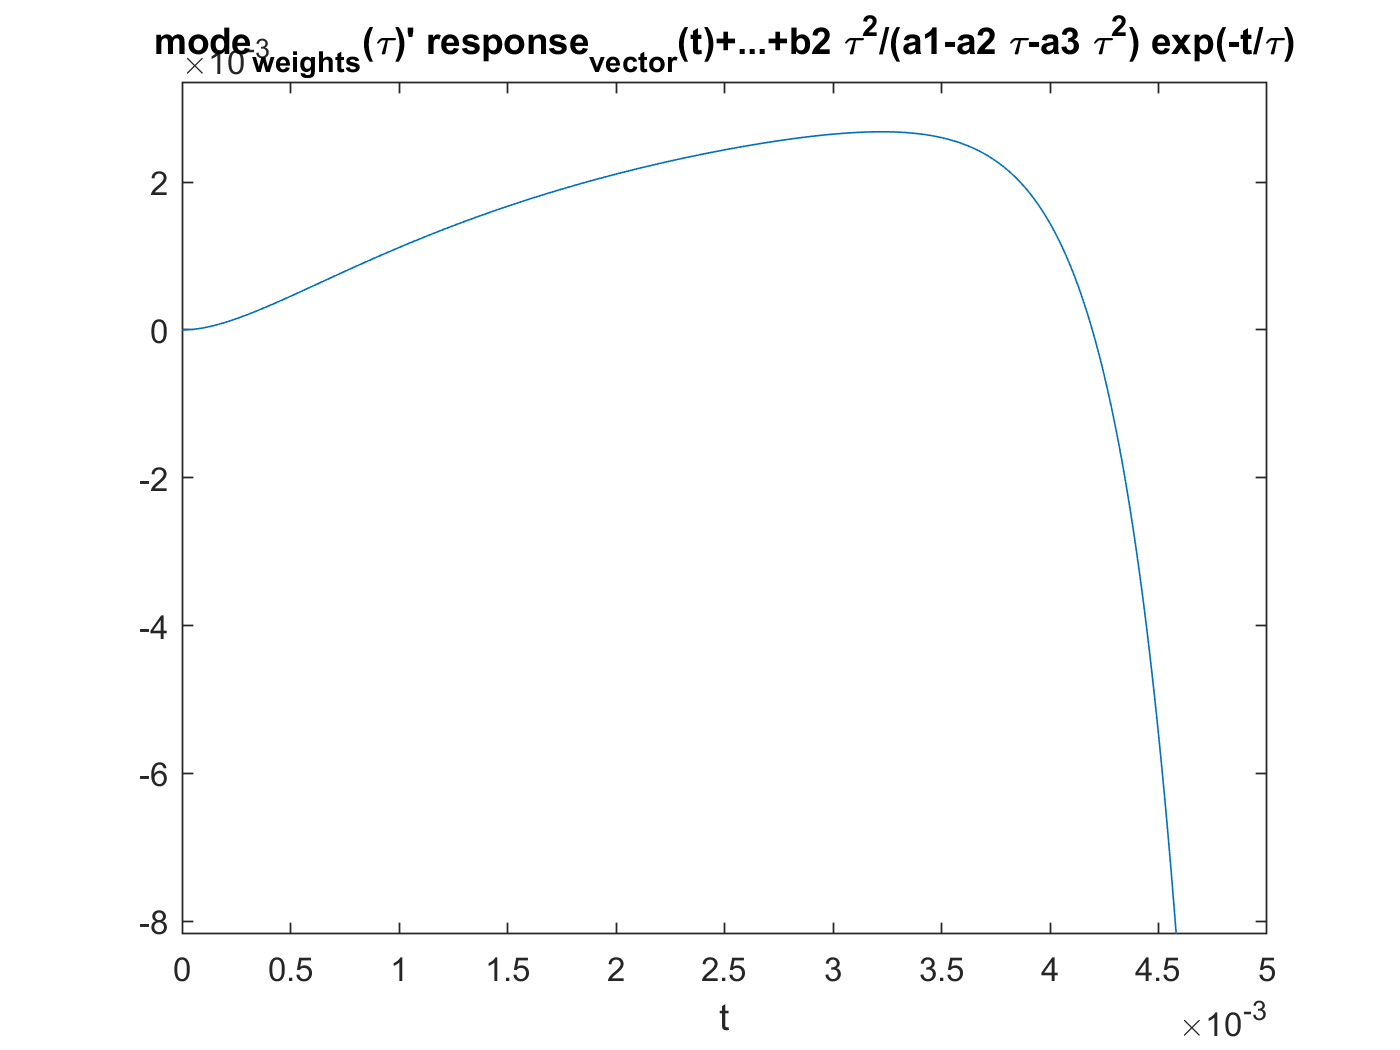 mode_weights(τ)' response_vector(t)+...+b2 τ^2/(a1-a2 τ-a3 τ^2) exp(-t/τ)
×10^-3
2
0
-2
-4
-6
-8
0 0.5 1 1.5 2 2.5 3 3.5 4 4.5 5
t
×10^-3